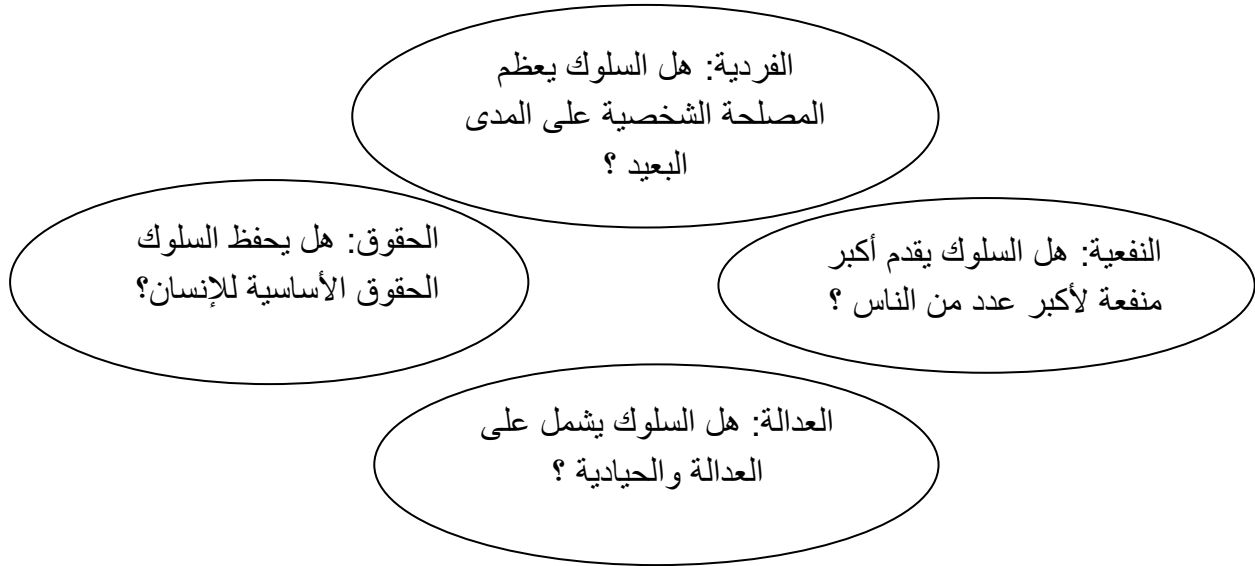 الفردية: هل السلوك يعظم
المصلحة الشخصية على المدى
البعيد ؟
الحقوق: هل يحفظ السلوك
الحقوق الأساسية للإنسان؟
النفعية: هل السلوك يقدم أكبر
منفعة لأكبر عدد من الناس ؟
العدالة: هل السلوك يشمل على
العدالة والحيادية ؟